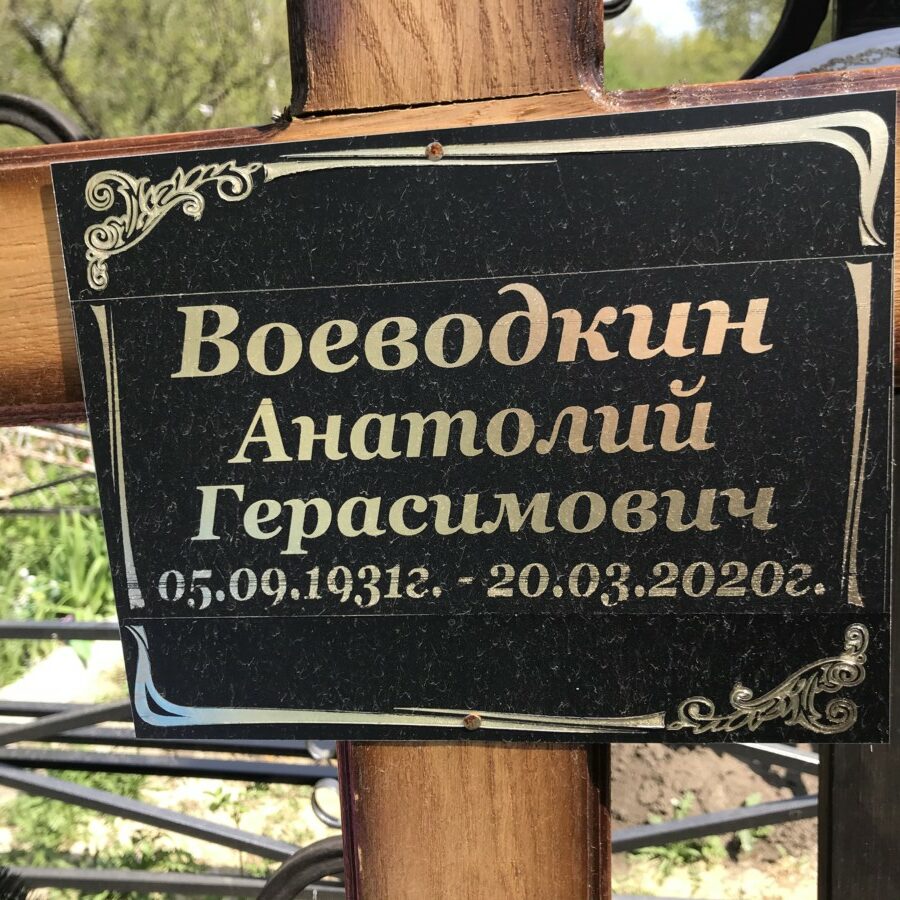 Воеводкин
Анатолий
Герасимович
05.09.1931г. - 20.03.2020г.